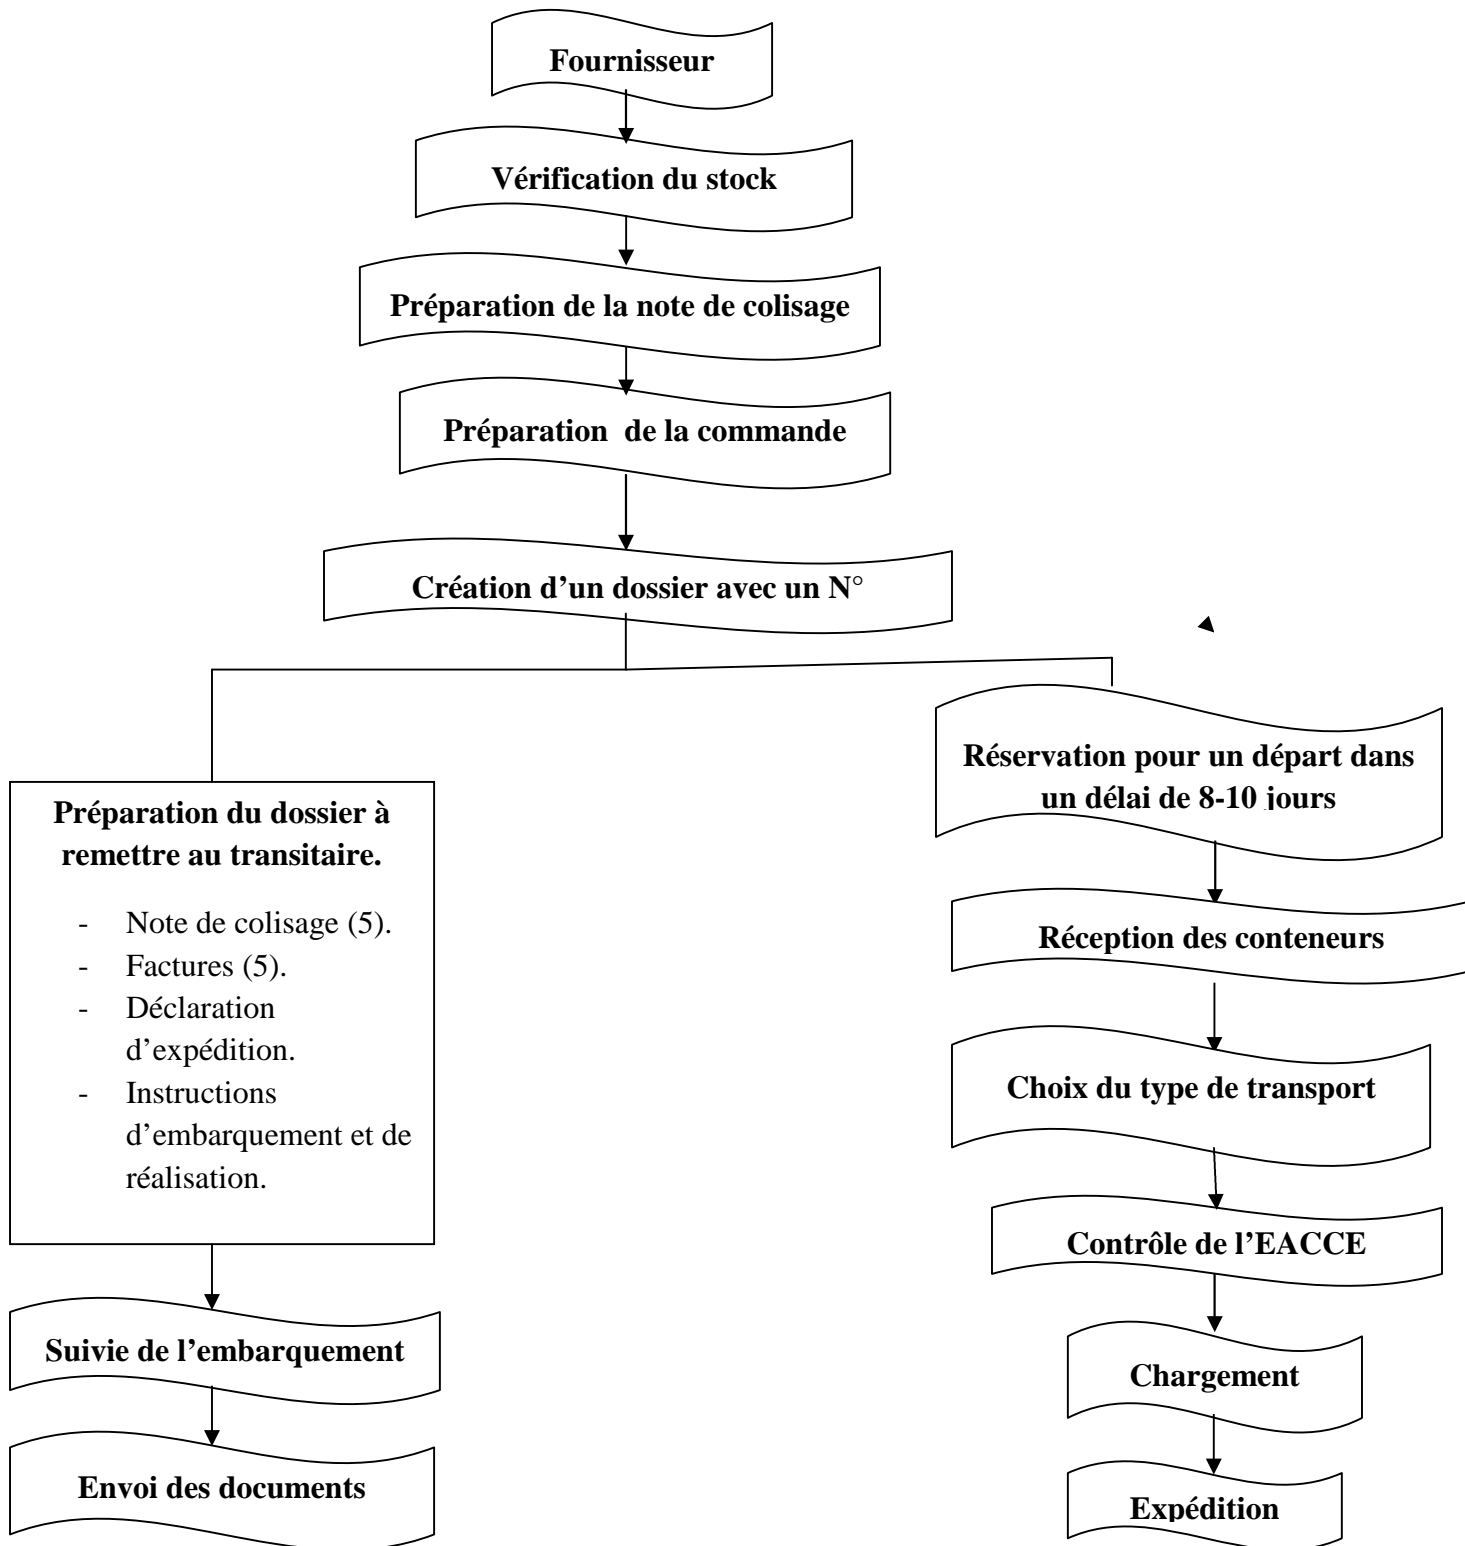 Fournisseur
Vérification du stock
Préparation de la note de colisage
Préparation  de la commande
Création d’un dossier avec un N°
Préparation du dossier à
remettre au transitaire.
- Note de colisage (5).
- Factures (5).
- Déclaration
d’expédition.
- Instructions
d’embarquement et de
réalisation.
Suivie de l’embarquement
Envoi des documents
Réservation pour un départ dans
un délai de 8-10 jours
Réception des conteneurs
Choix du type de transport
Contrôle de l’EACCE
Chargement
Expédition